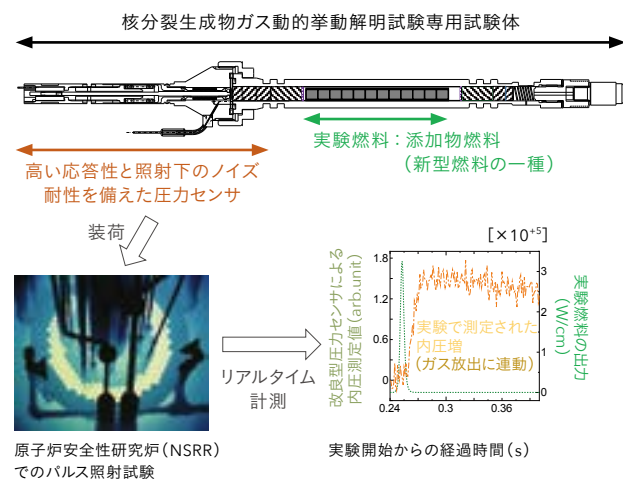 核分裂生成物ガス動的挙動解明試験専用試験体
実験燃料：添加物燃料
（新型燃料の一種）
高い応答性と照射下のノイズ
耐性を備えた圧力センサ
装荷
リアルタイム
計測
原子炉安全性研究炉（NSRR）
でのパルス照射試験
［×10⁺⁵］
改良型圧力センサによる
内圧測定値（arb.unit）
1.8
1.2
0.6
0
実験で測定された
内圧増
（ガス放出に連動）
3
2
1
0
実験燃料の出力
（W/cm）
0.24
0.3
0.36
実験開始からの経過時間（s）